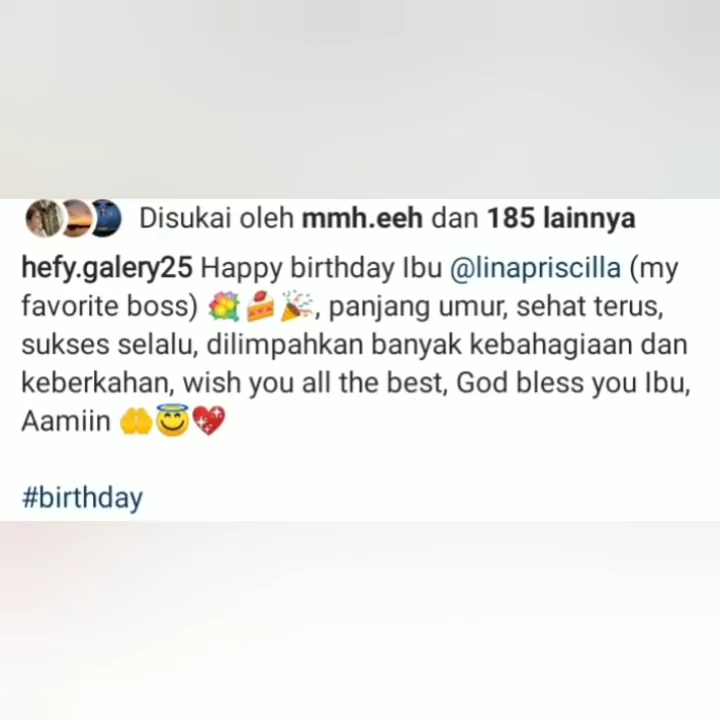 Disukai oleh mmh.eeh dan 185 lainnya
hefy.galery25 Happy birthday Ibu @linapriscilla (my
favorite boss) 💐🍰🎉, panjang umur, sehat terus,
sukses selalu, dilimpahkan banyak kebahagiaan dan
keberkahan, wish you all the best, God bless you Ibu,
Aamiin 🤲😇💖
#birthday